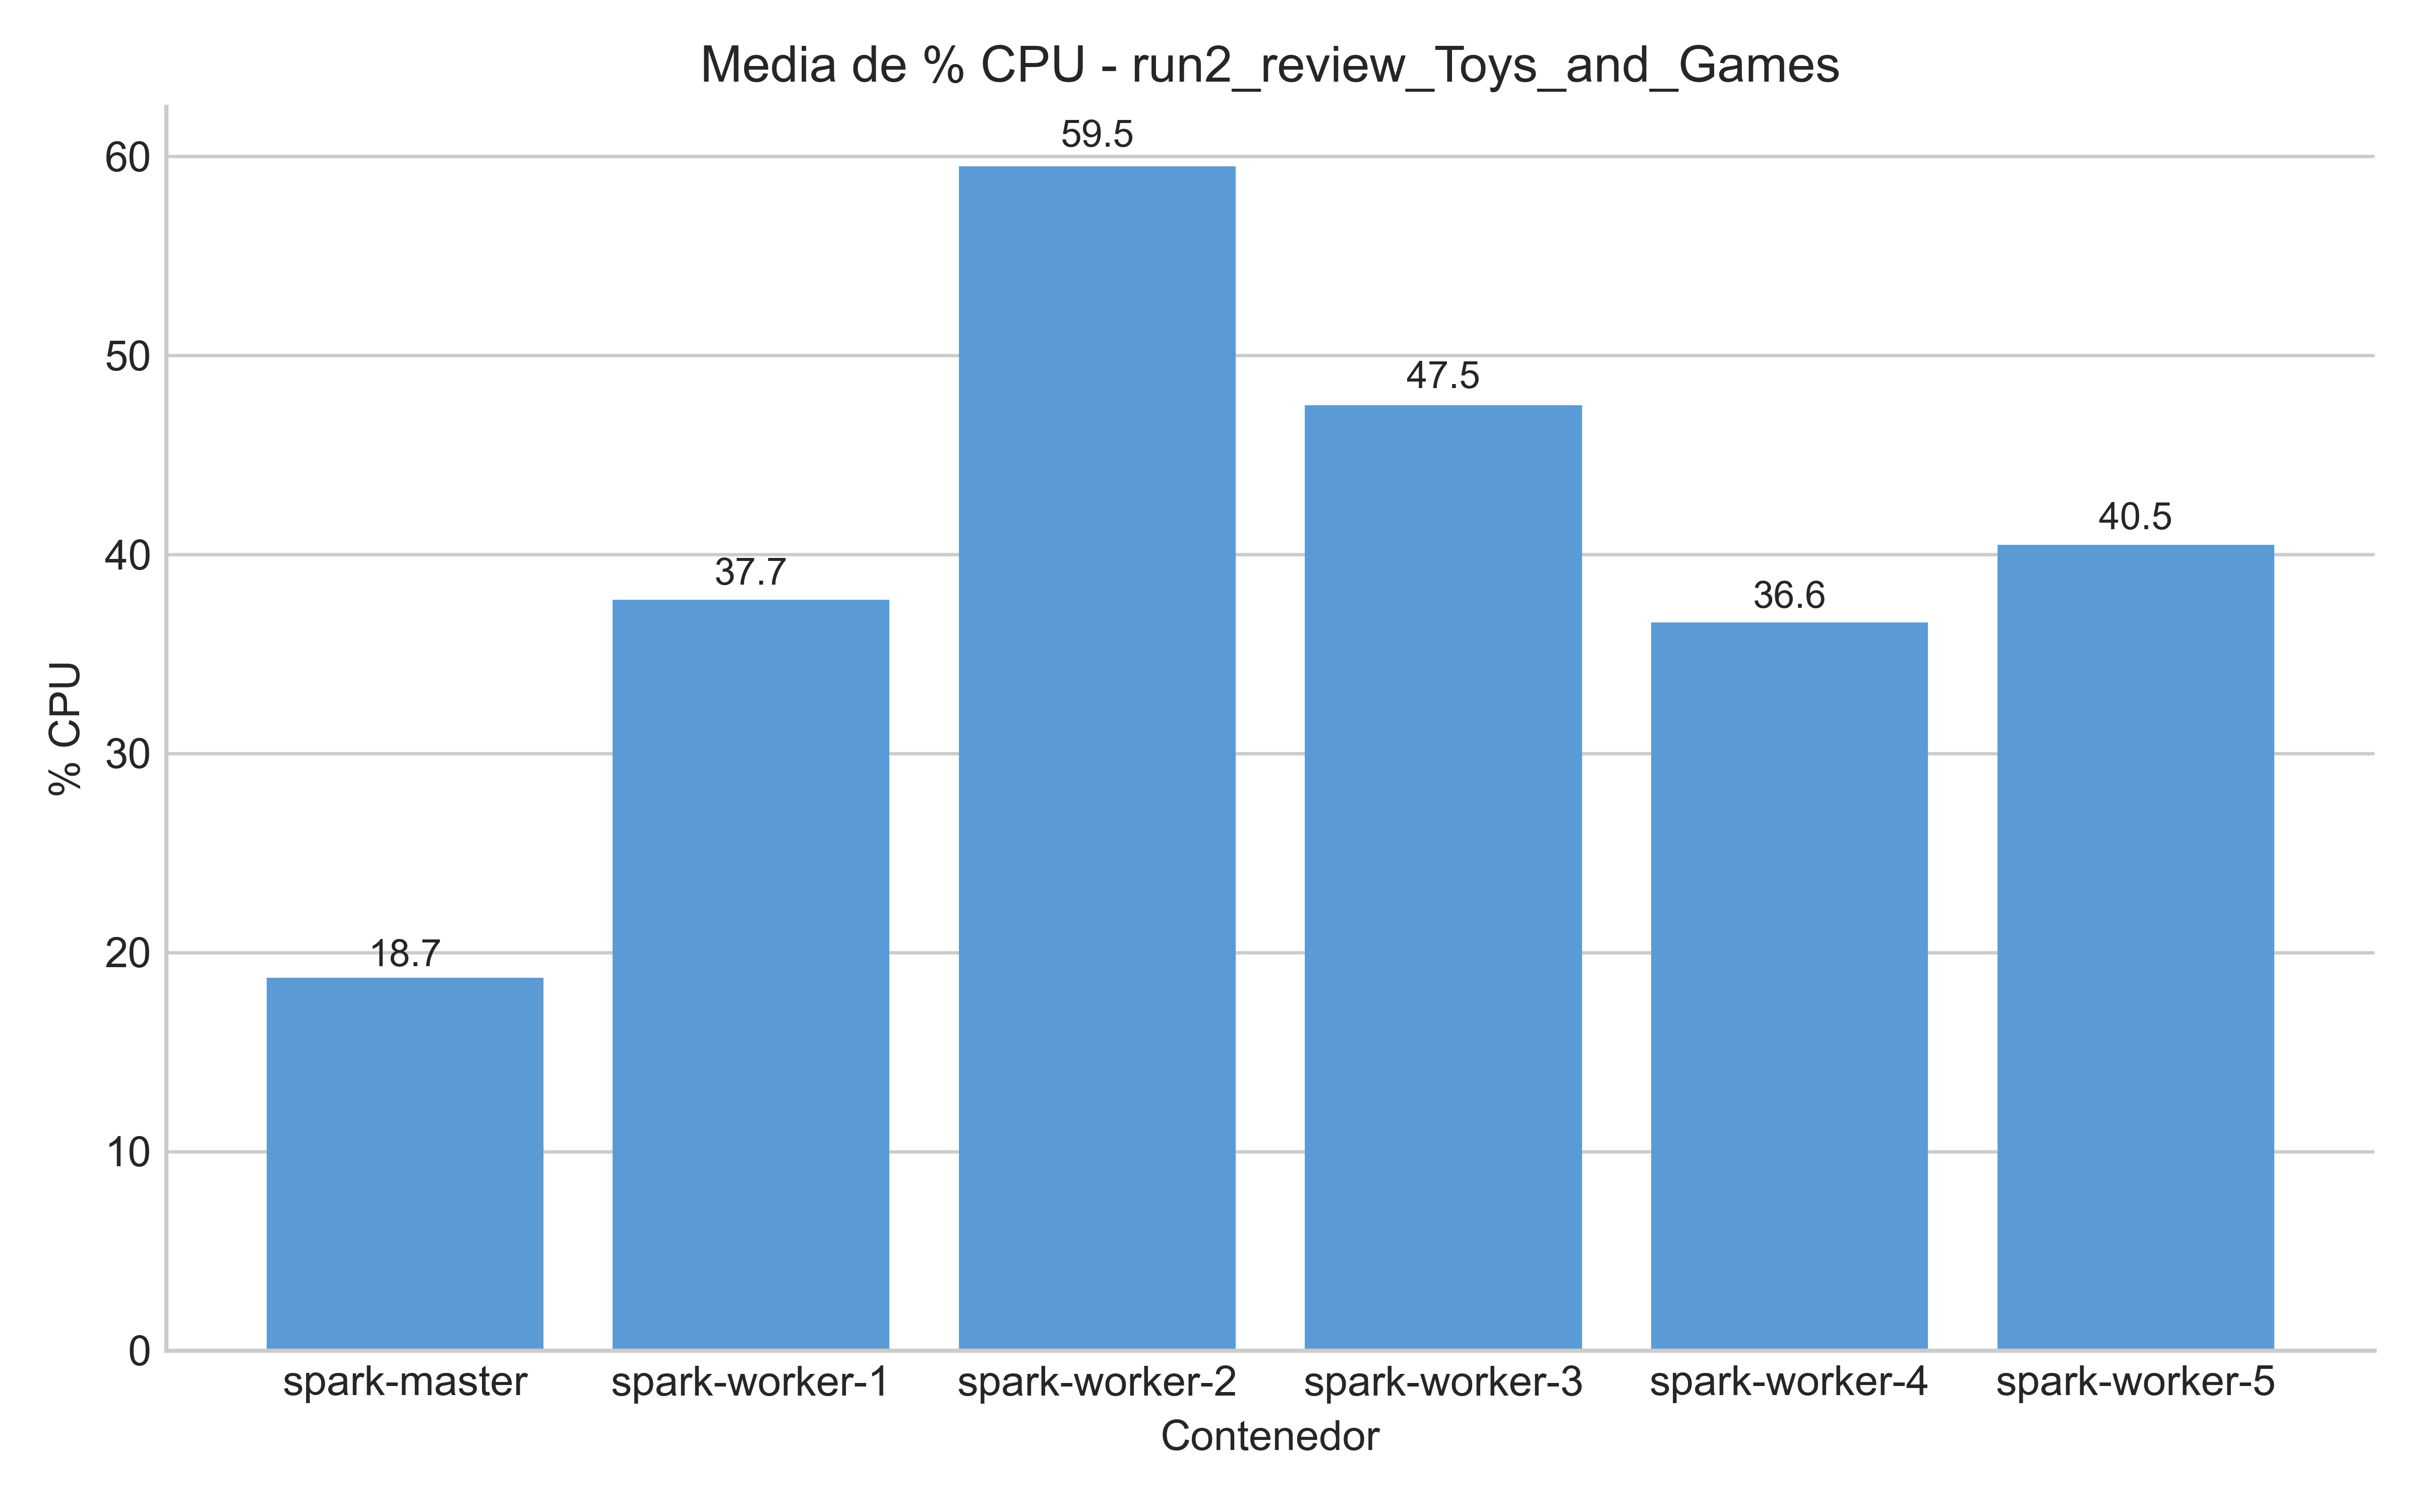 Media de % CPU - run2_review_Toys_and_Games
% CPU
60
50
40
30
20
10
0
18.7
37.7
59.5
47.5
36.6
40.5
spark-master
spark-worker-1
spark-worker-2
spark-worker-3
spark-worker-4
spark-worker-5
Contenedor